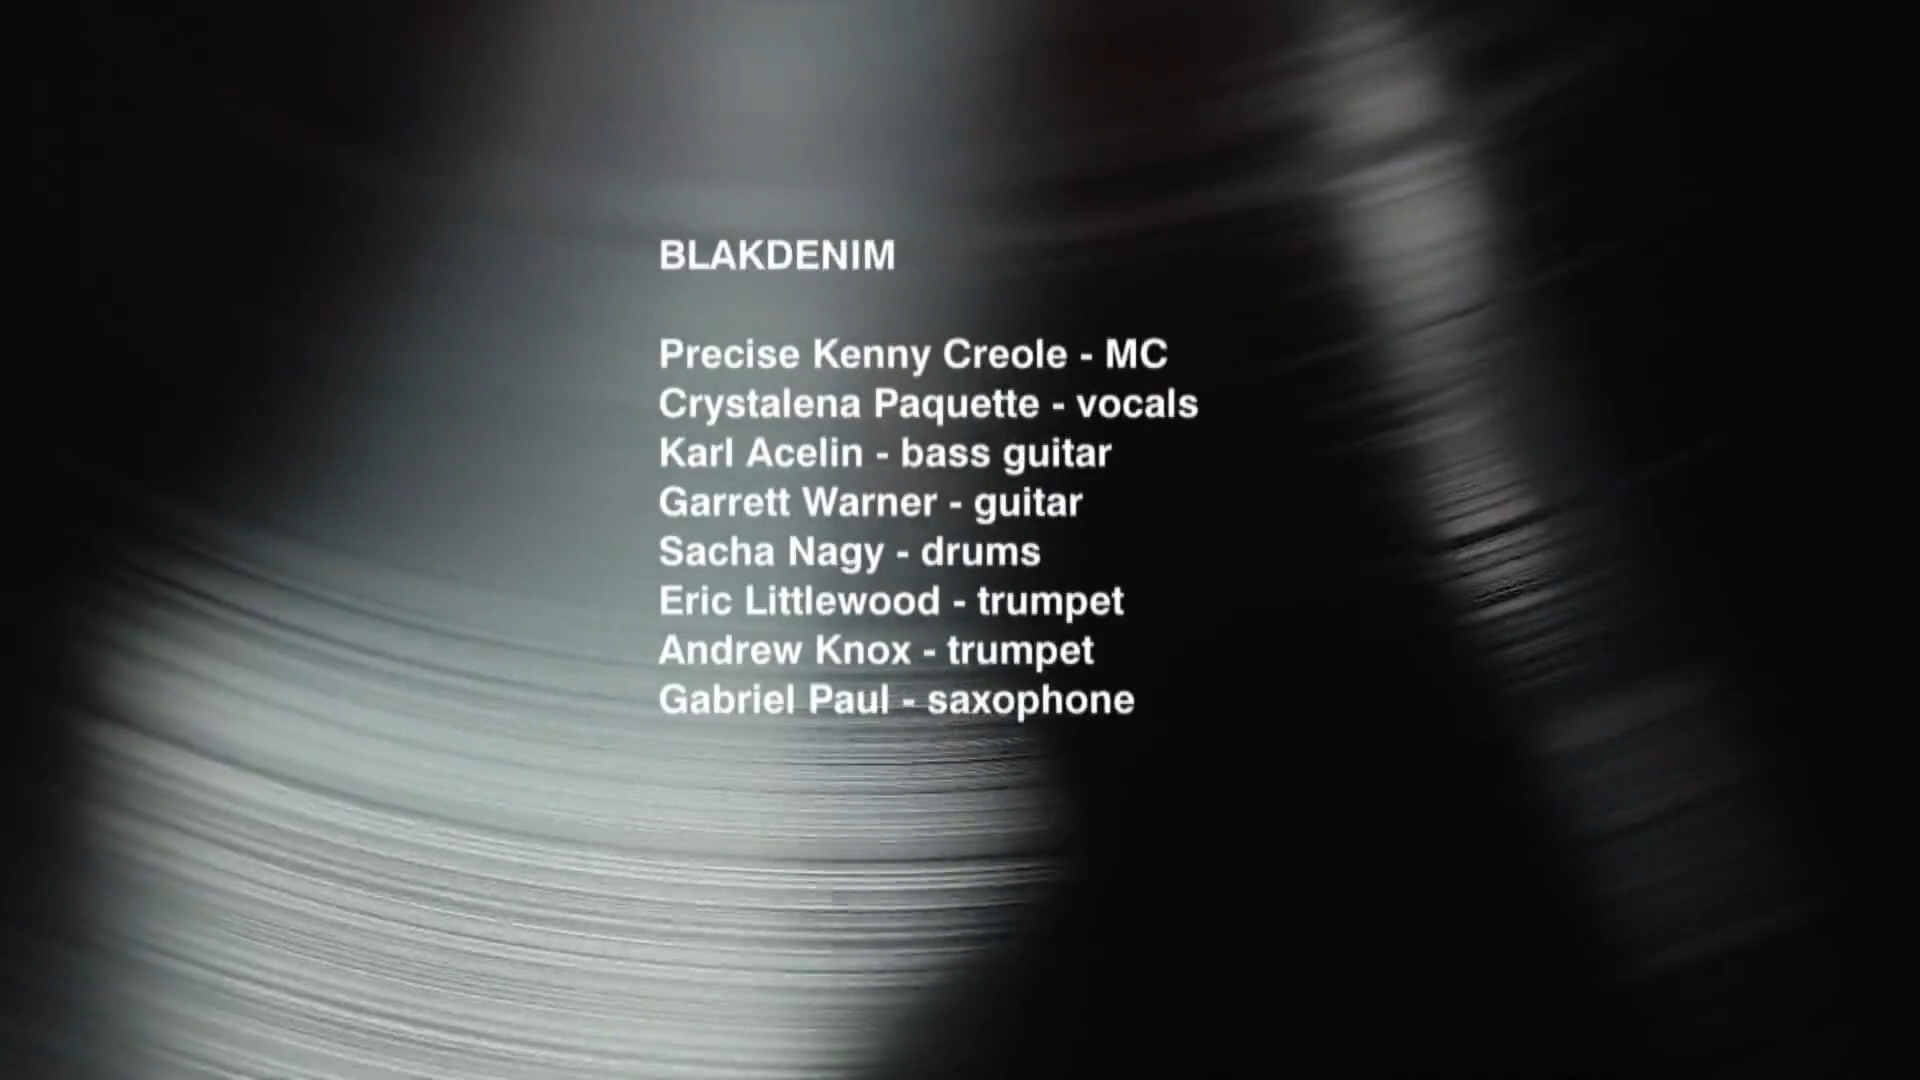 BLAKDENIM
Precise Kenny Creole - MC
Crystalena Paquette - vocals
Karl Acelin - bass guitar
Garrett Warner - guitar
Sacha Nagy - drums
Eric Littlewood - trumpet
Andrew Knox - trumpet
Gabriel Paul - saxophone